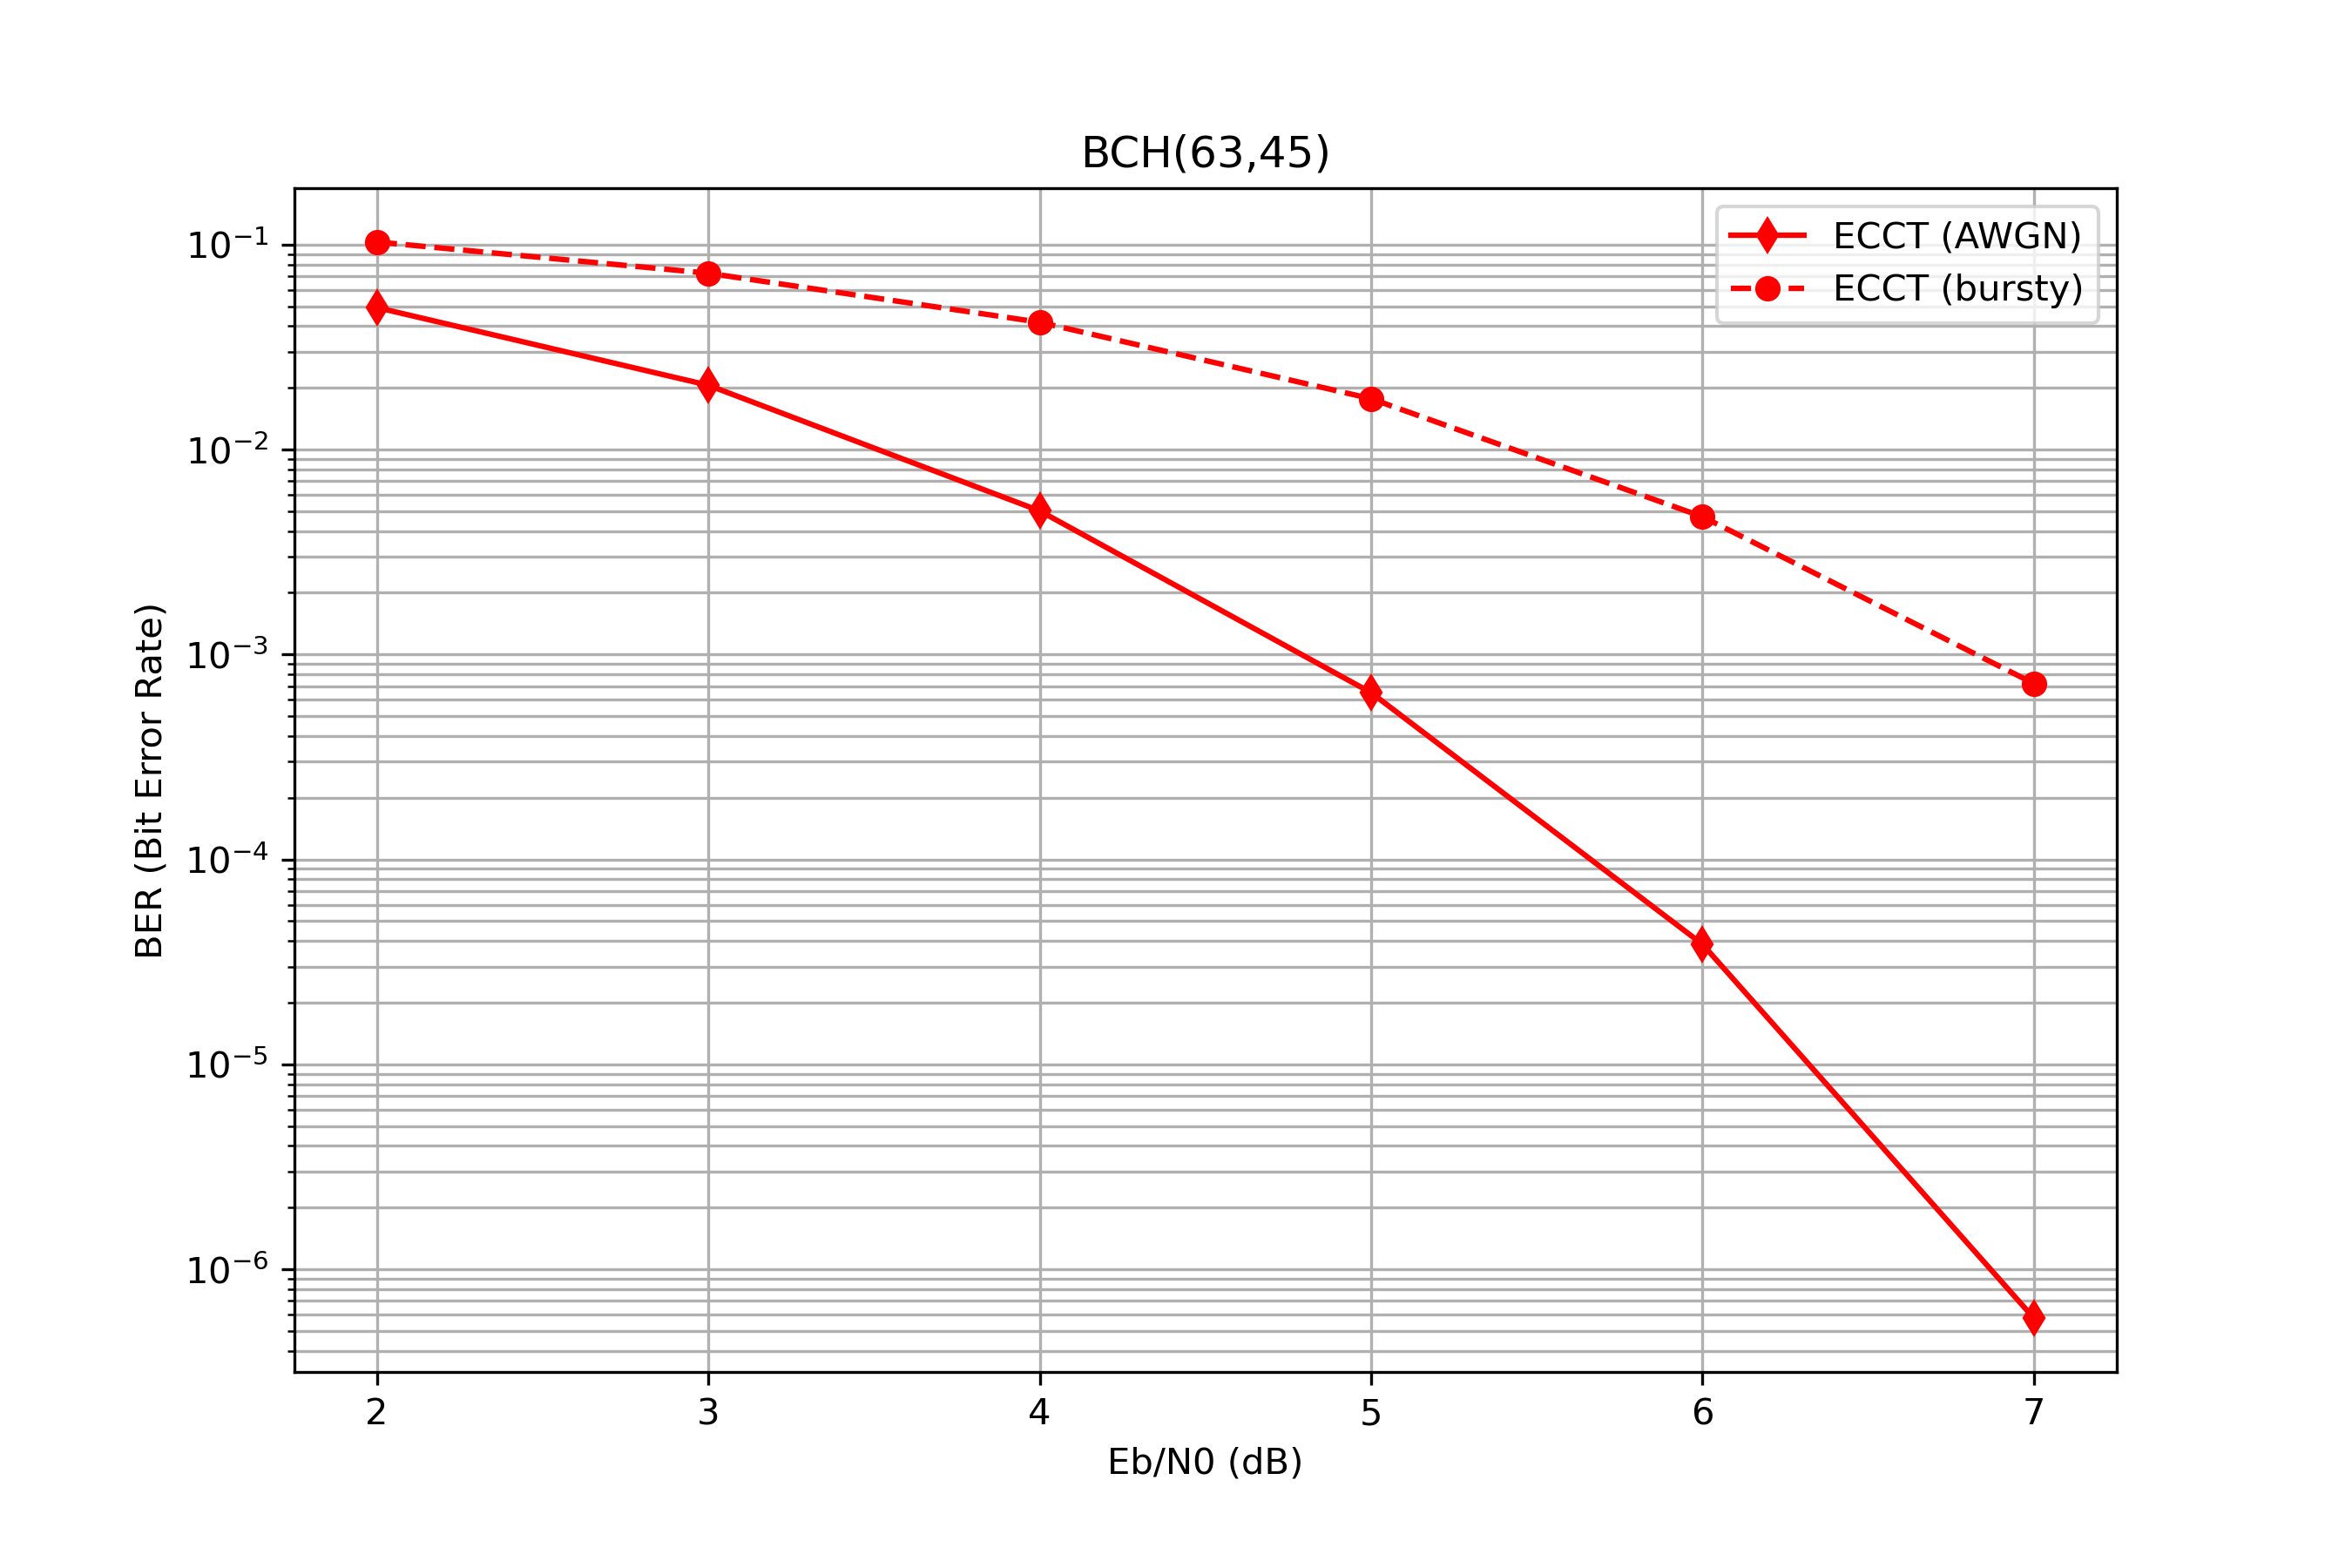 BCH(63,45)
ECCT (AWGN)
ECCT (bursty)
BER (Bit Error Rate)
10⁻¹
10⁻²
10⁻³
10⁻⁴
10⁻⁵
10⁻⁶
2 3 4 5 6 7
Eb/N0 (dB)